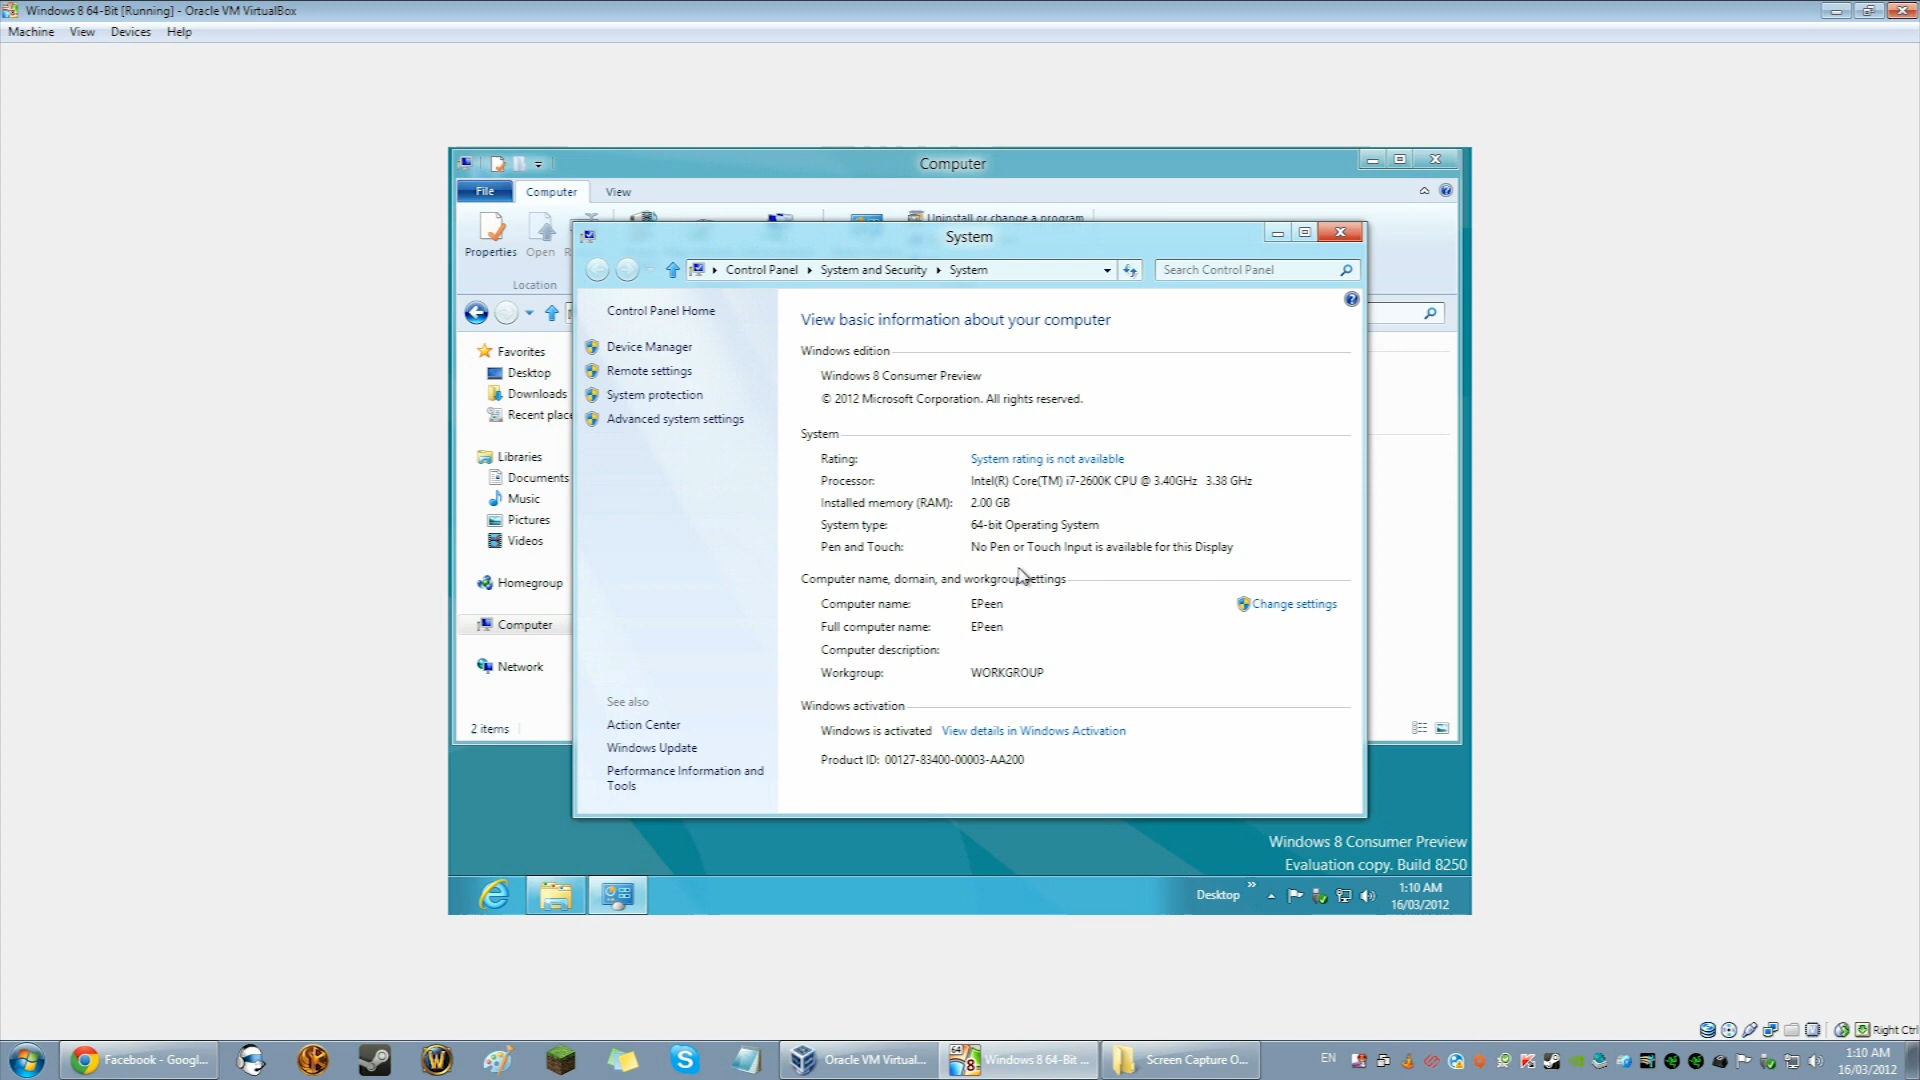 Windows 8 64-Bit [Running] - Oracle VM VirtualBox
Machine View Devices Help
Computer
File Computer View
Uninstall or change a program
Properties Open
Location
System
Control Panel System and Security System
Search Control Panel
Favorites
Desktop
Downloads
Recent place
Libraries
Documents
Music
Pictures
Videos
Homegroup
Computer
Network
2 items
Control Panel Home
Device Manager
Remote settings
System protection
Advanced system settings
See also
Action Center
Windows Update
Performance Information and
Tools
View basic information about your computer
Windows edition
Windows 8 Consumer Preview
© 2012 Microsoft Corporation. All rights reserved.
System
Rating: System rating is not available
Processor: Intel(R) Core(TM) i7-2600K CPU @ 3.40GHz 3.38 GHz
Installed memory (RAM): 2.00 GB
System type: 64-bit Operating System
Pen and Touch: No Pen or Touch Input is available for this Display
Computer name, domain, and workgroup settings
Computer name: EPeen
Change settings
Full computer name: EPeen
Computer description:
Workgroup: WORKGROUP
Windows activation
Windows is activated View details in Windows Activation
Product ID: 00127-83400-00003-AA200
Windows 8 Consumer Preview
Evaluation copy. Build 8250
Desktop
1:10 AM
16/03/2012
Right Ctrl
Facebook - Googl...
Oracle VM Virtual...
Windows 8 64-Bit ...
Screen Capture O...
EN
1:10 AM
16/03/2012